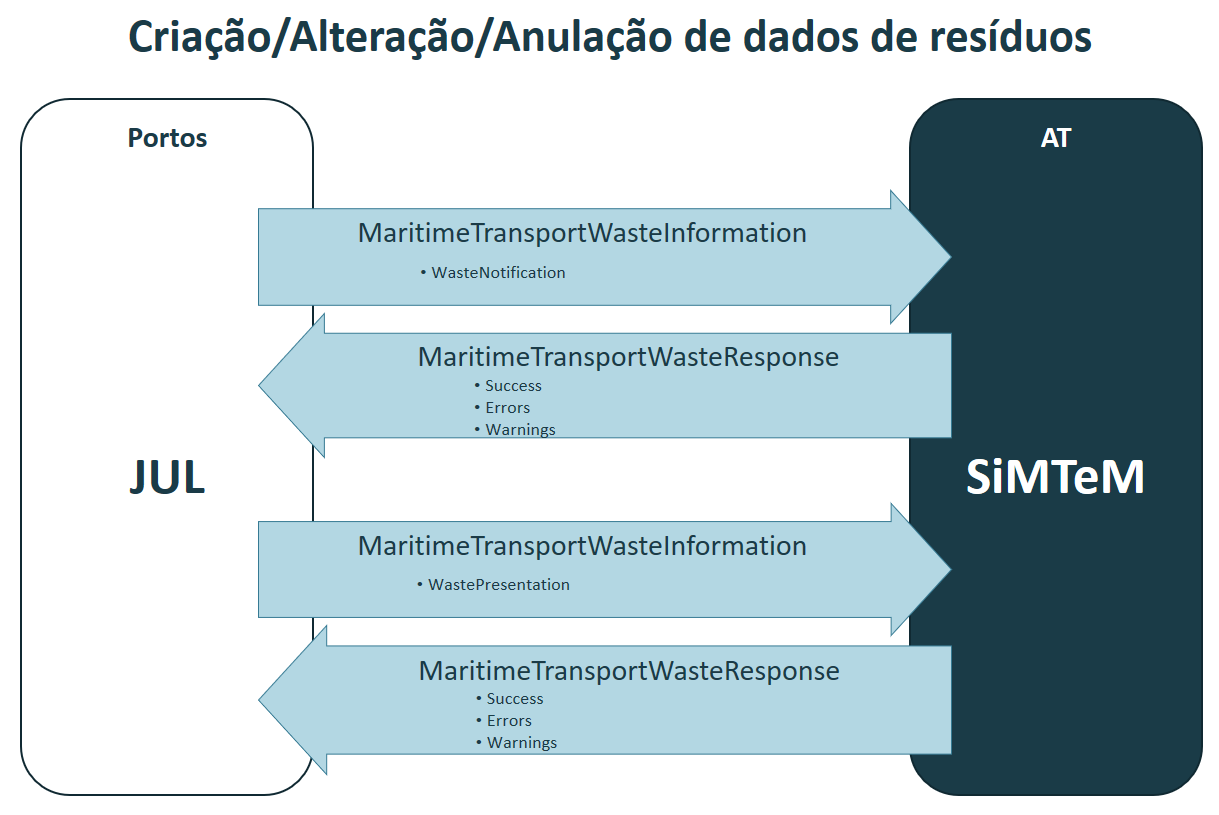 Criação/Alteração/Anulação de dados de resíduos
Portos
AT
MaritimeTransportWasteInformation
• WasteNotification
MaritimeTransportWasteResponse
• Success
• Errors
• Warnings
JUL
SiMTeM
MaritimeTransportWasteInformation
• WastePresentation
MaritimeTransportWasteResponse
• Success
• Errors
• Warnings